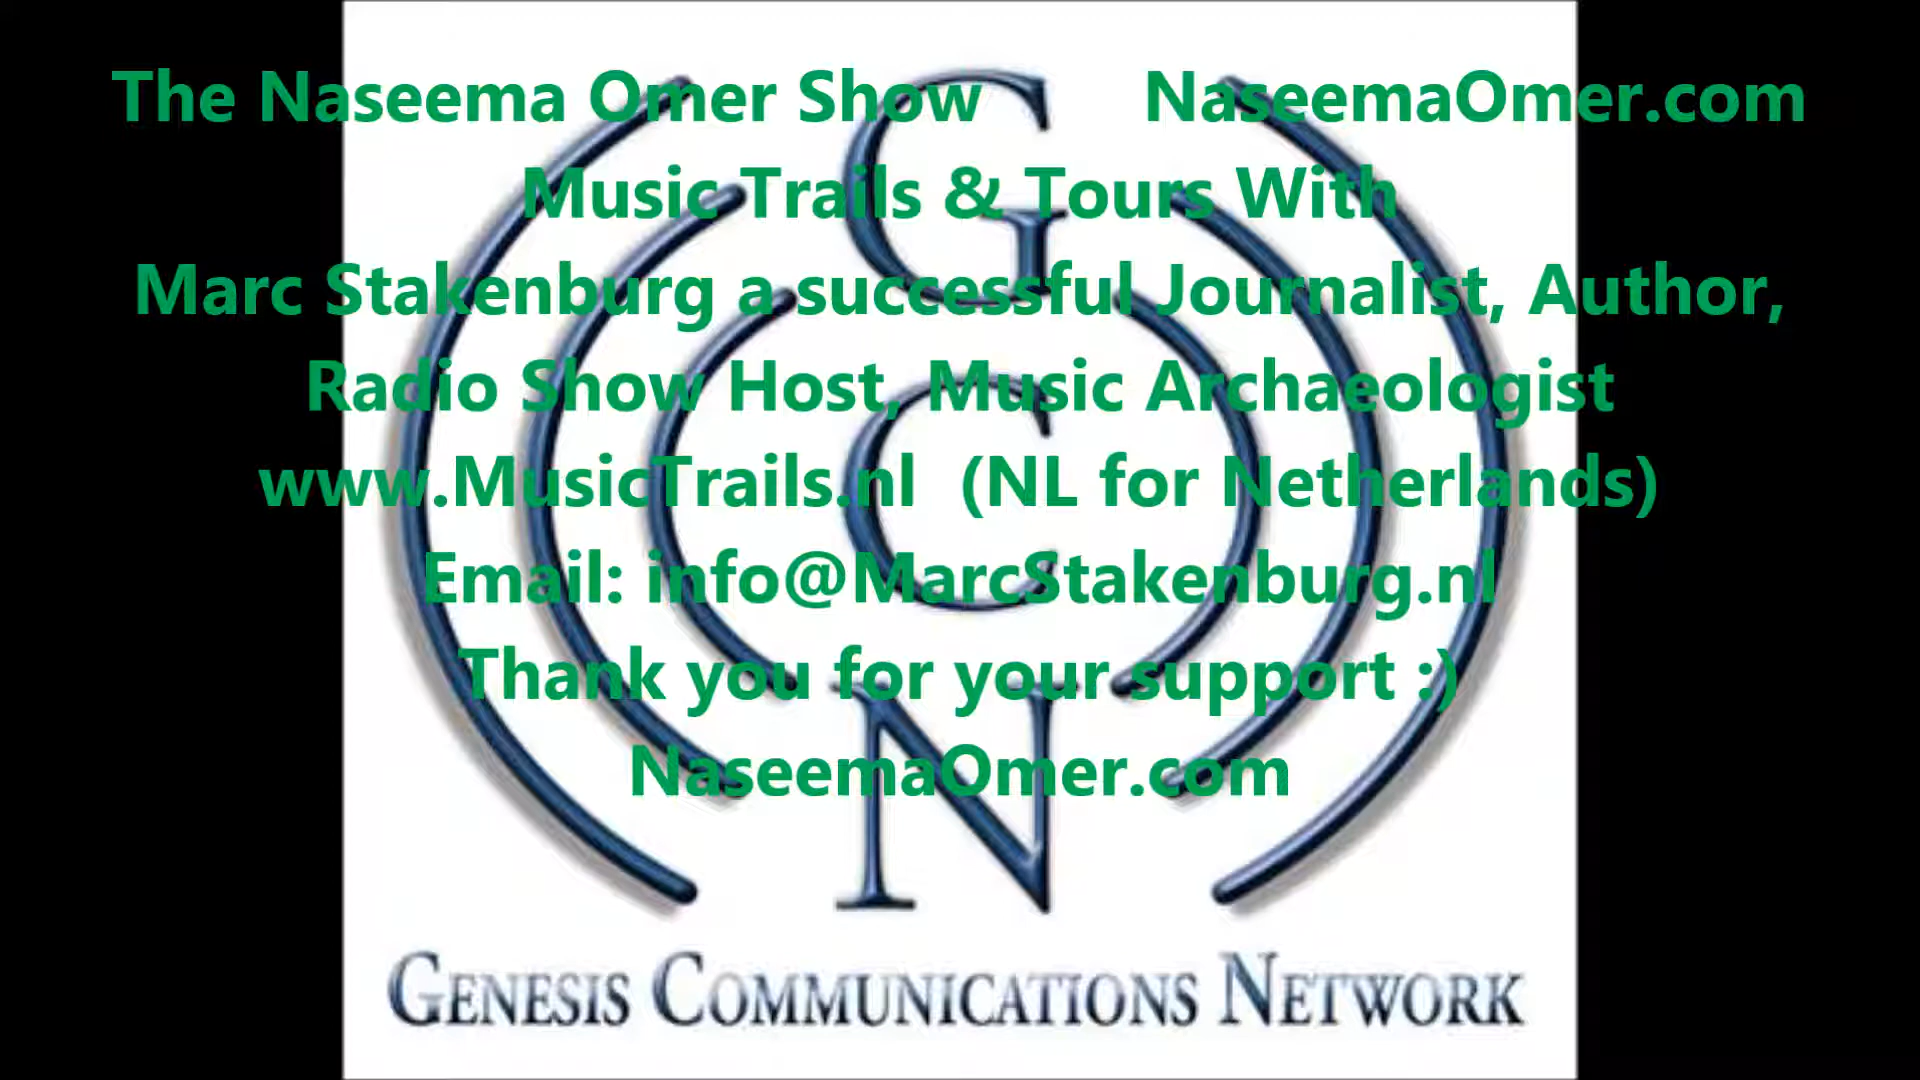 The Naseema Omer Show NaseemaOmer.com
Music Trails & Tours With
Marc Stakenburg a successful Journalist, Author,
Radio Show Host, Music Archaeologist
www.MusicTrails.nl (NL for Netherlands)
Email: info@MarcStakenburg.nl
Thank you for your support :)
NaseemaOmer.com
G
C
N
GENESIS COMMUNICATIONS NETWORK